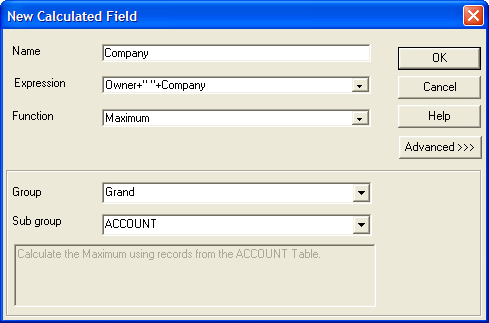 New Calculated Field
Name
Company
OK
Expression
Owner+" "+Company
Cancel
Function
Maximum
Help
Advanced >>>
Group
Grand
Sub group
ACCOUNT
Calculate the Maximum using records from the ACCOUNT Table.